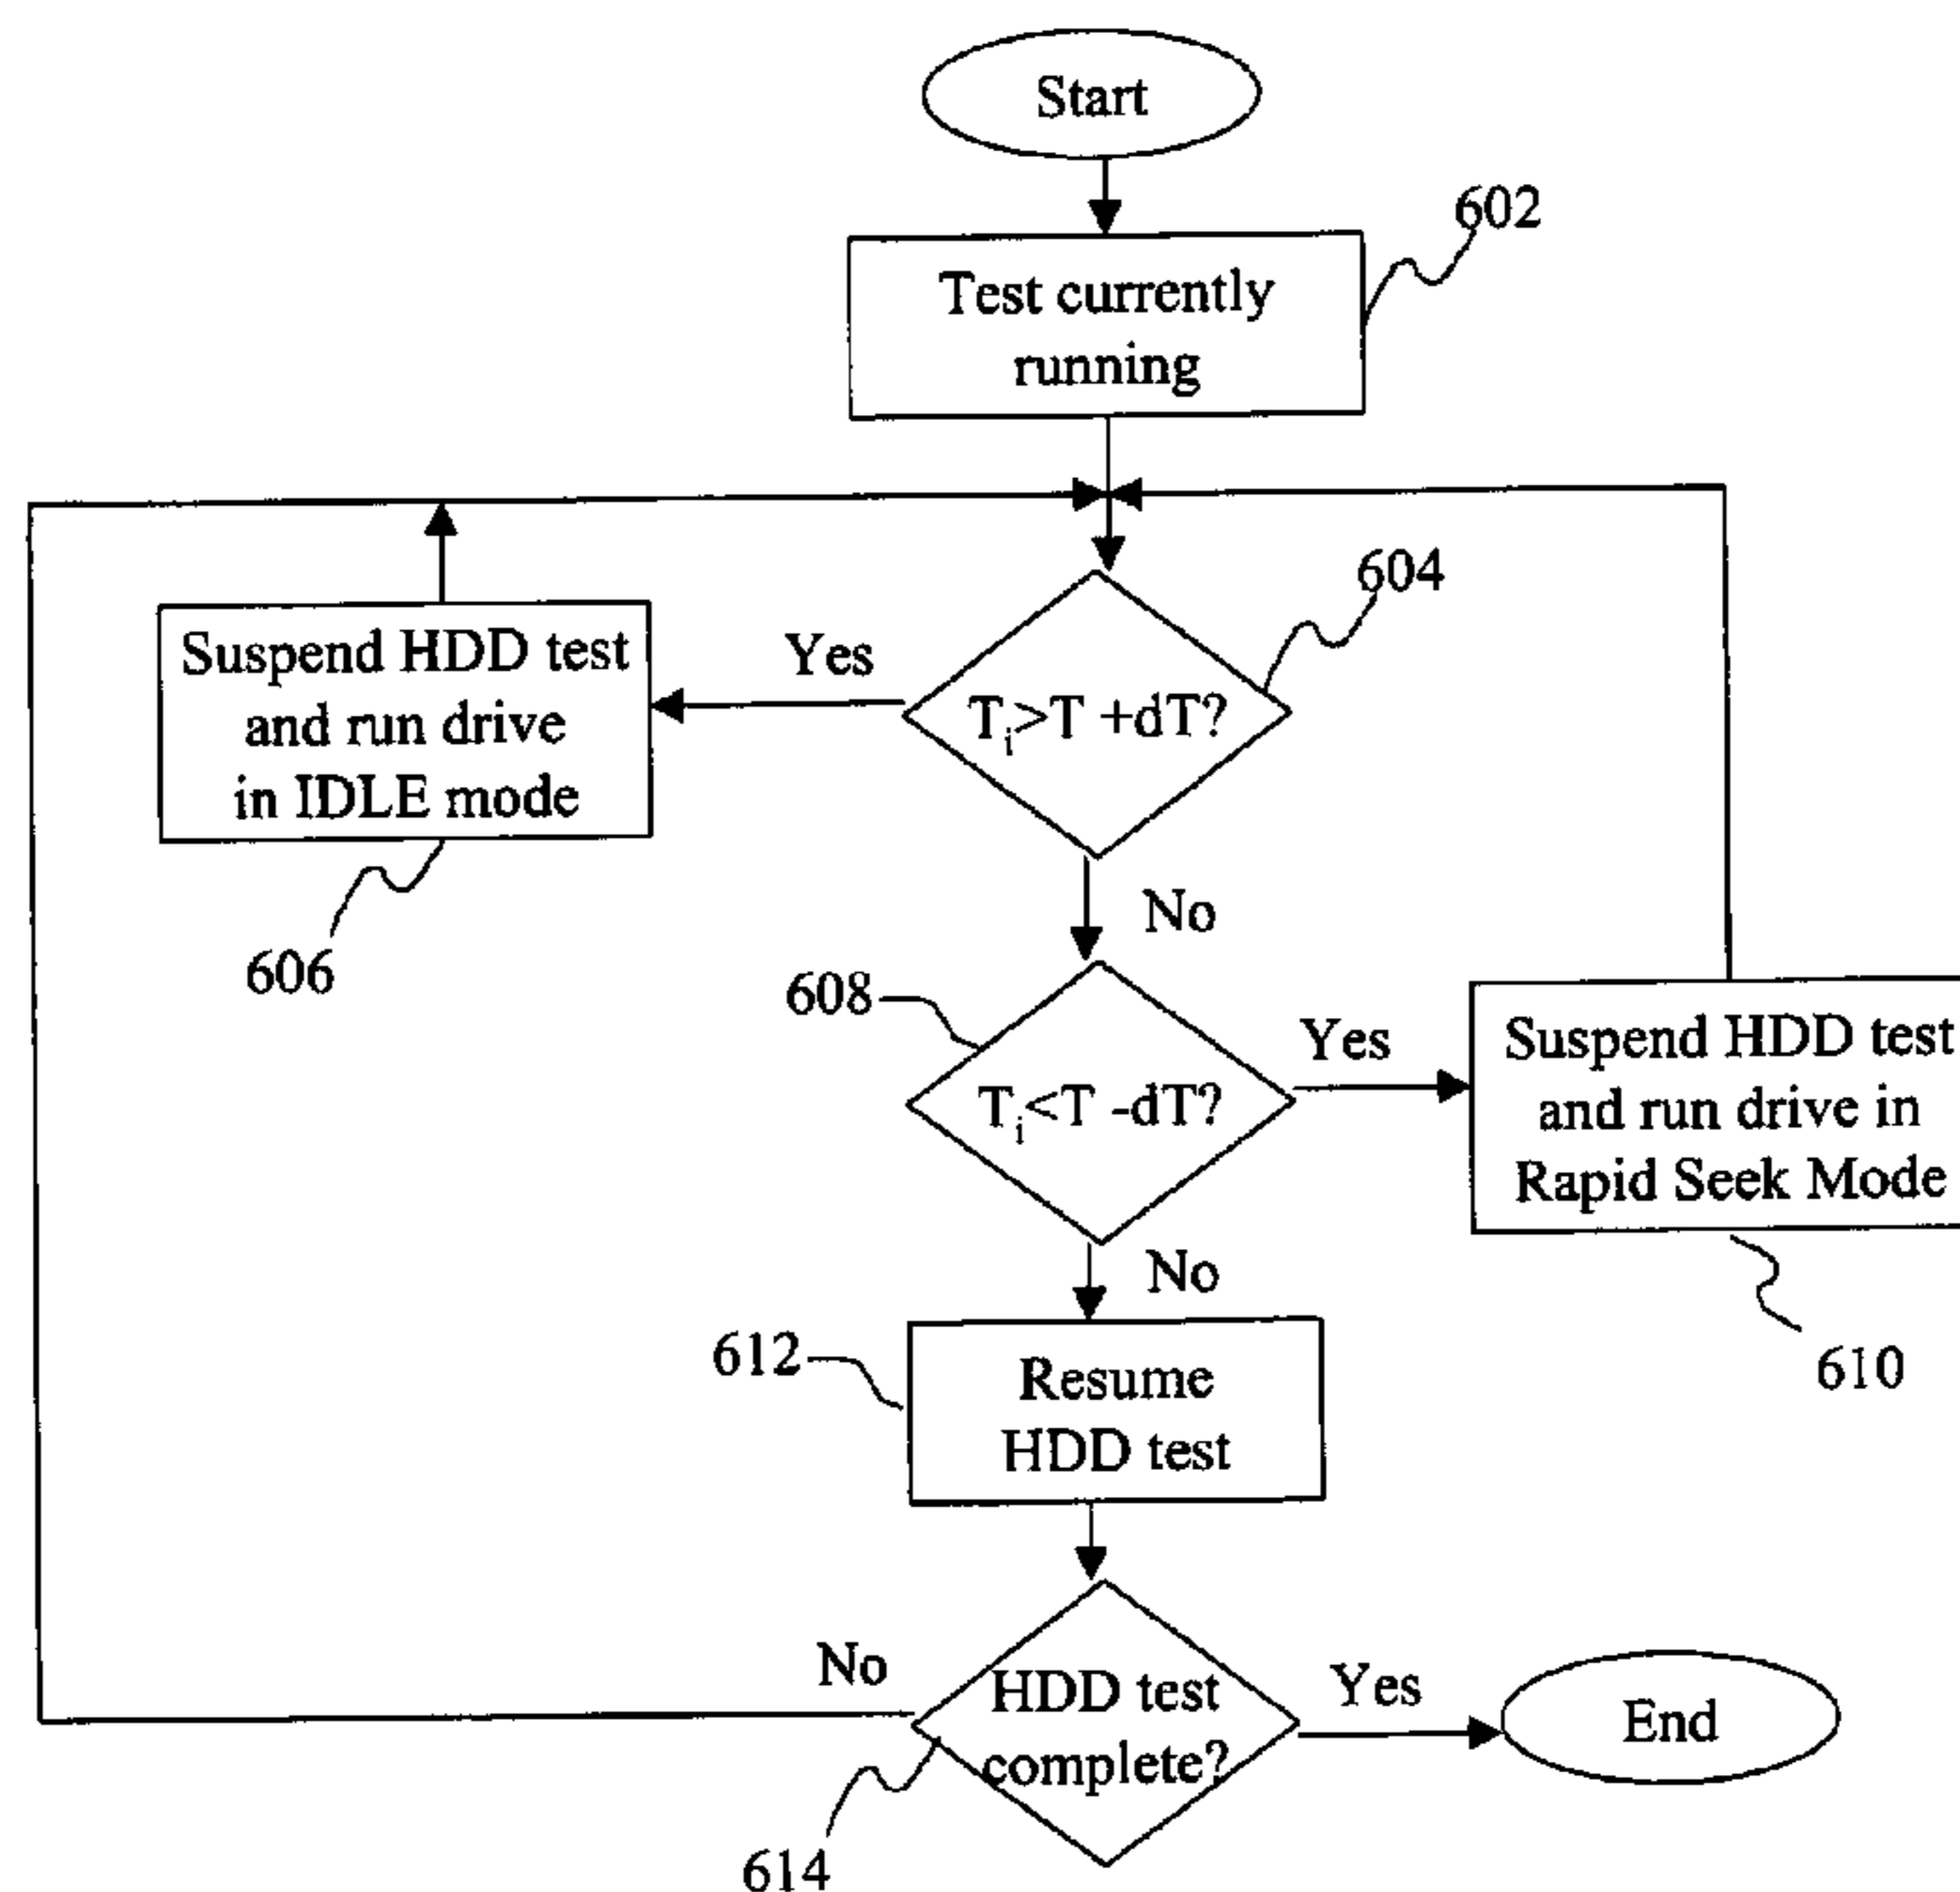 Start
602
Test currently
running
604
Yes
T_i>T +dT?
Suspend HDD test
and run drive
in IDLE mode
606
No
608
T_i<T -dT?
Yes
Suspend HDD test
and run drive in
Rapid Seek Mode
610
No
612
Resume
HDD test
No
HDD test
complete?
Yes
End
614